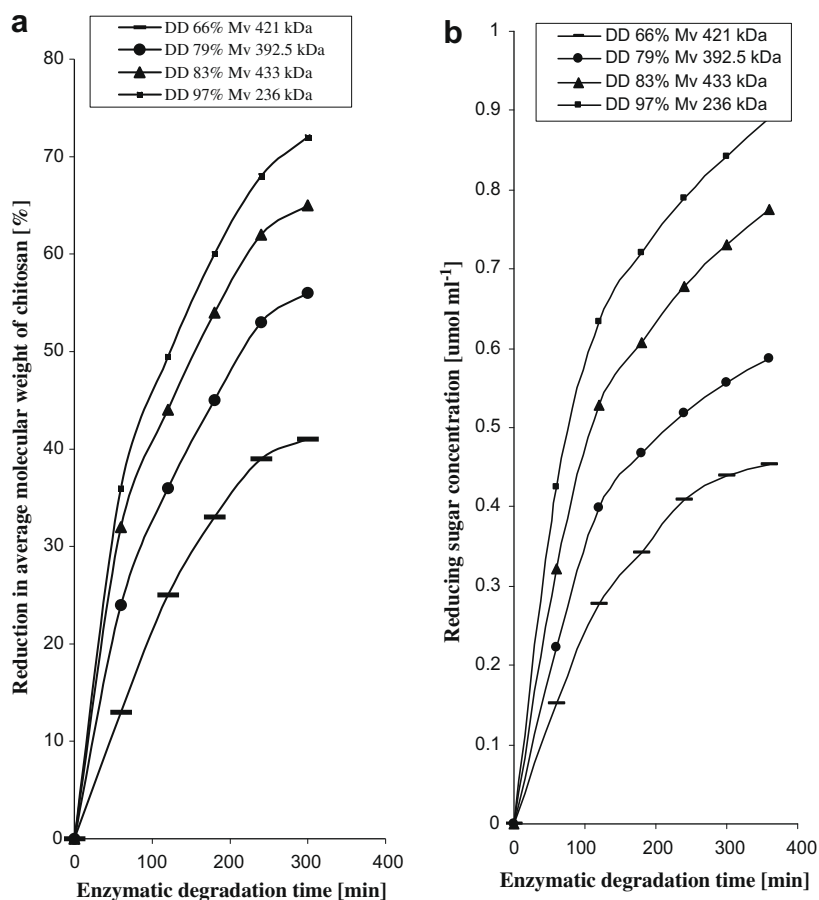 a
DD 66% Mv 421 kDa
DD 79% Mv 392.5 kDa
DD 83% Mv 433 kDa
DD 97% Mv 236 kDa
Reduction in average molecular weight of chitosan [%]
80
70
60
50
40
30
20
10
0
0 100 200 300 400
Enzymatic degradation time [min]
b
DD 66% Mv 421 kDa
DD 79% Mv 392.5 kDa
DD 83% Mv 433 kDa
DD 97% Mv 236 kDa
Reducing sugar concentration [umol ml⁻¹]
1
0.9
0.8
0.7
0.6
0.5
0.4
0.3
0.2
0.1
0
0 100 200 300 400
Enzymatic degradation time [min]